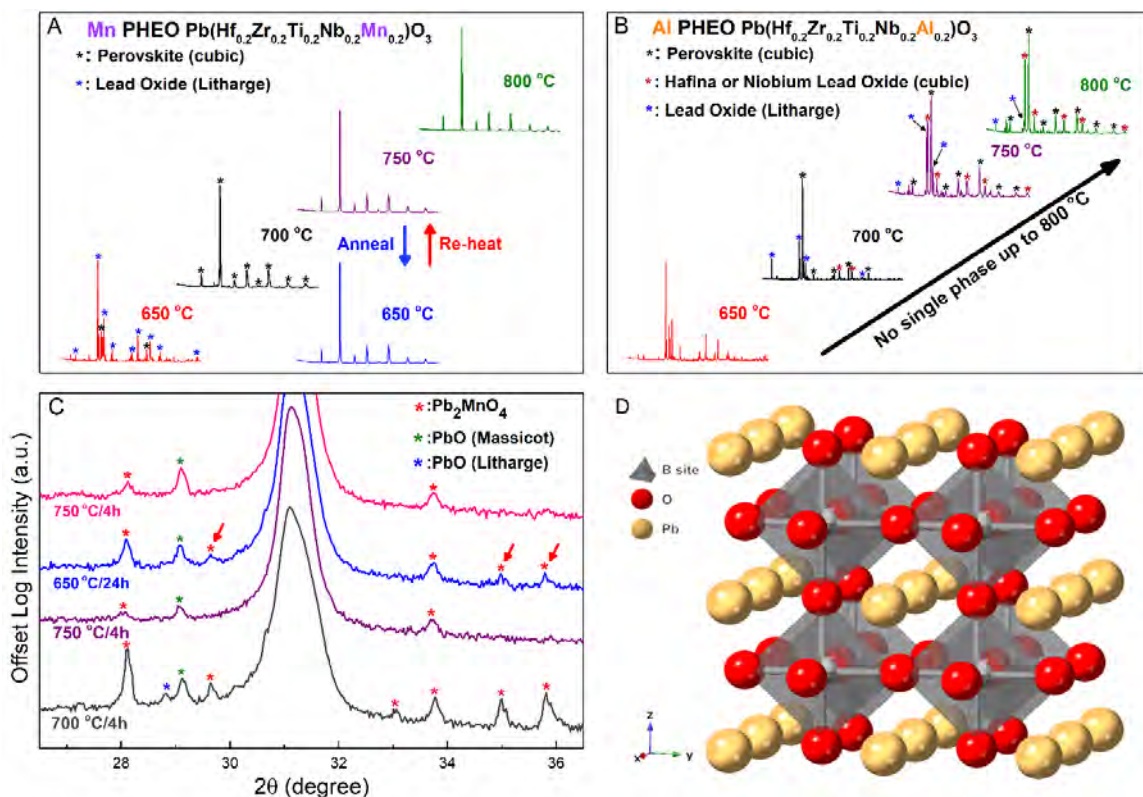 A
Mn PHEO Pb(Hf0.2Zr0.2Ti0.2Nb0.2Mn0.2)O3
*: Perovskite (cubic)
*: Lead Oxide (Litharge)
800 °C
750 °C
700 °C
Anneal
Re-heat
650 °C
650 °C
B
Al PHEO Pb(Hf0.2Zr0.2Ti0.2Nb0.2Al0.2)O3
*: Perovskite (cubic)
*: Hafina or Niobium Lead Oxide (cubic)
*: Lead Oxide (Litharge)
800 °C
750 °C
700 °C
650 °C
No single phase up to 800 °C
C
*:Pb2MnO4
*:PbO (Massicot)
*:PbO (Litharge)
750 °C/4h
650 °C/24h
750 °C/4h
700 °C/4h
Offset Log Intensity (a.u.)
28 30 31 32 34 35 36
2θ (degree)
D
B site
O
Pb
z
x
y